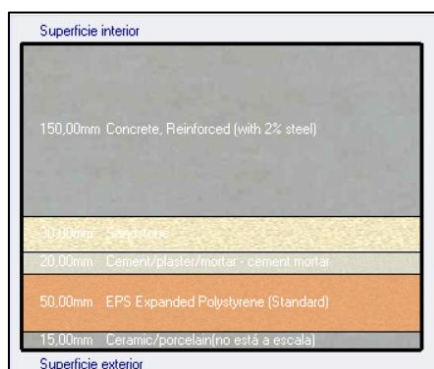 Superficie interior
150,00mm Concrete, Reinforced (with 2% steel)
30,00mm Sandstone
20,00mm Cement/plaster/mortar - cement mortar
50,00mm EPS Expanded Polystyrene (Standard)
15,00mm Ceramic/porcelain(no está a escala)
Superficie exterior